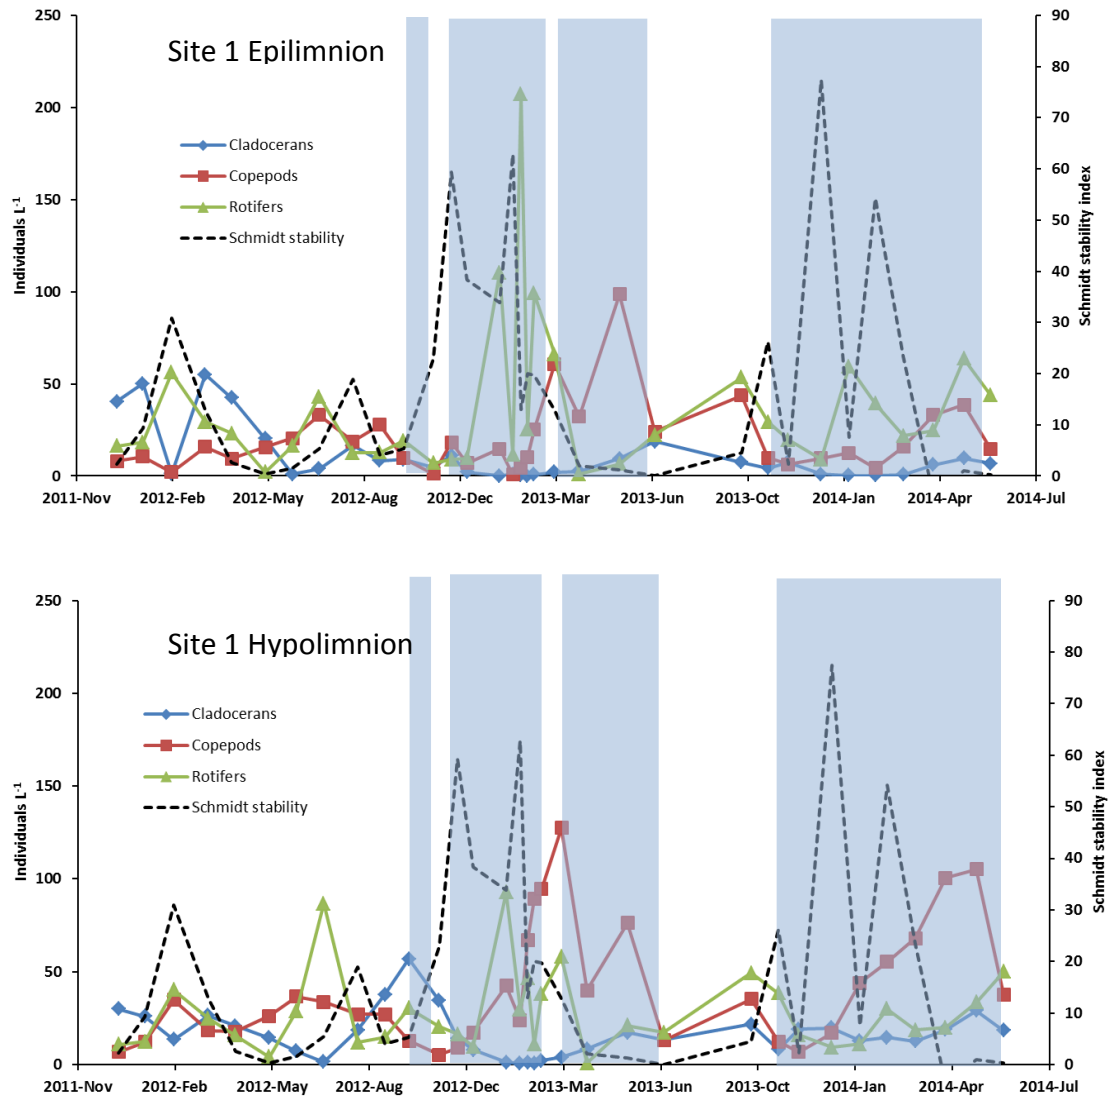 Site 1 Epilimnion
Individuals L-1
250
200
150
100
50
0
Cladocerans
Copepods
Rotifers
Schmidt stability
90
80
70
60
50
40
30
20
10
0
Schmidt stability index
2011-Nov 2012-Feb 2012-May 2012-Aug 2012-Dec 2013-Mar 2013-Jun 2013-Oct 2014-Jan 2014-Apr 2014-Jul
Site 1 Hypolimnion
Individuals L-1
250
200
150
100
50
0
Cladocerans
Copepods
Rotifers
Schmidt stability
90
80
70
60
50
40
30
20
10
0
Schmidt stability index
2011-Nov 2012-Feb 2012-May 2012-Aug 2012-Dec 2013-Mar 2013-Jun 2013-Oct 2014-Jan 2014-Apr 2014-Jul